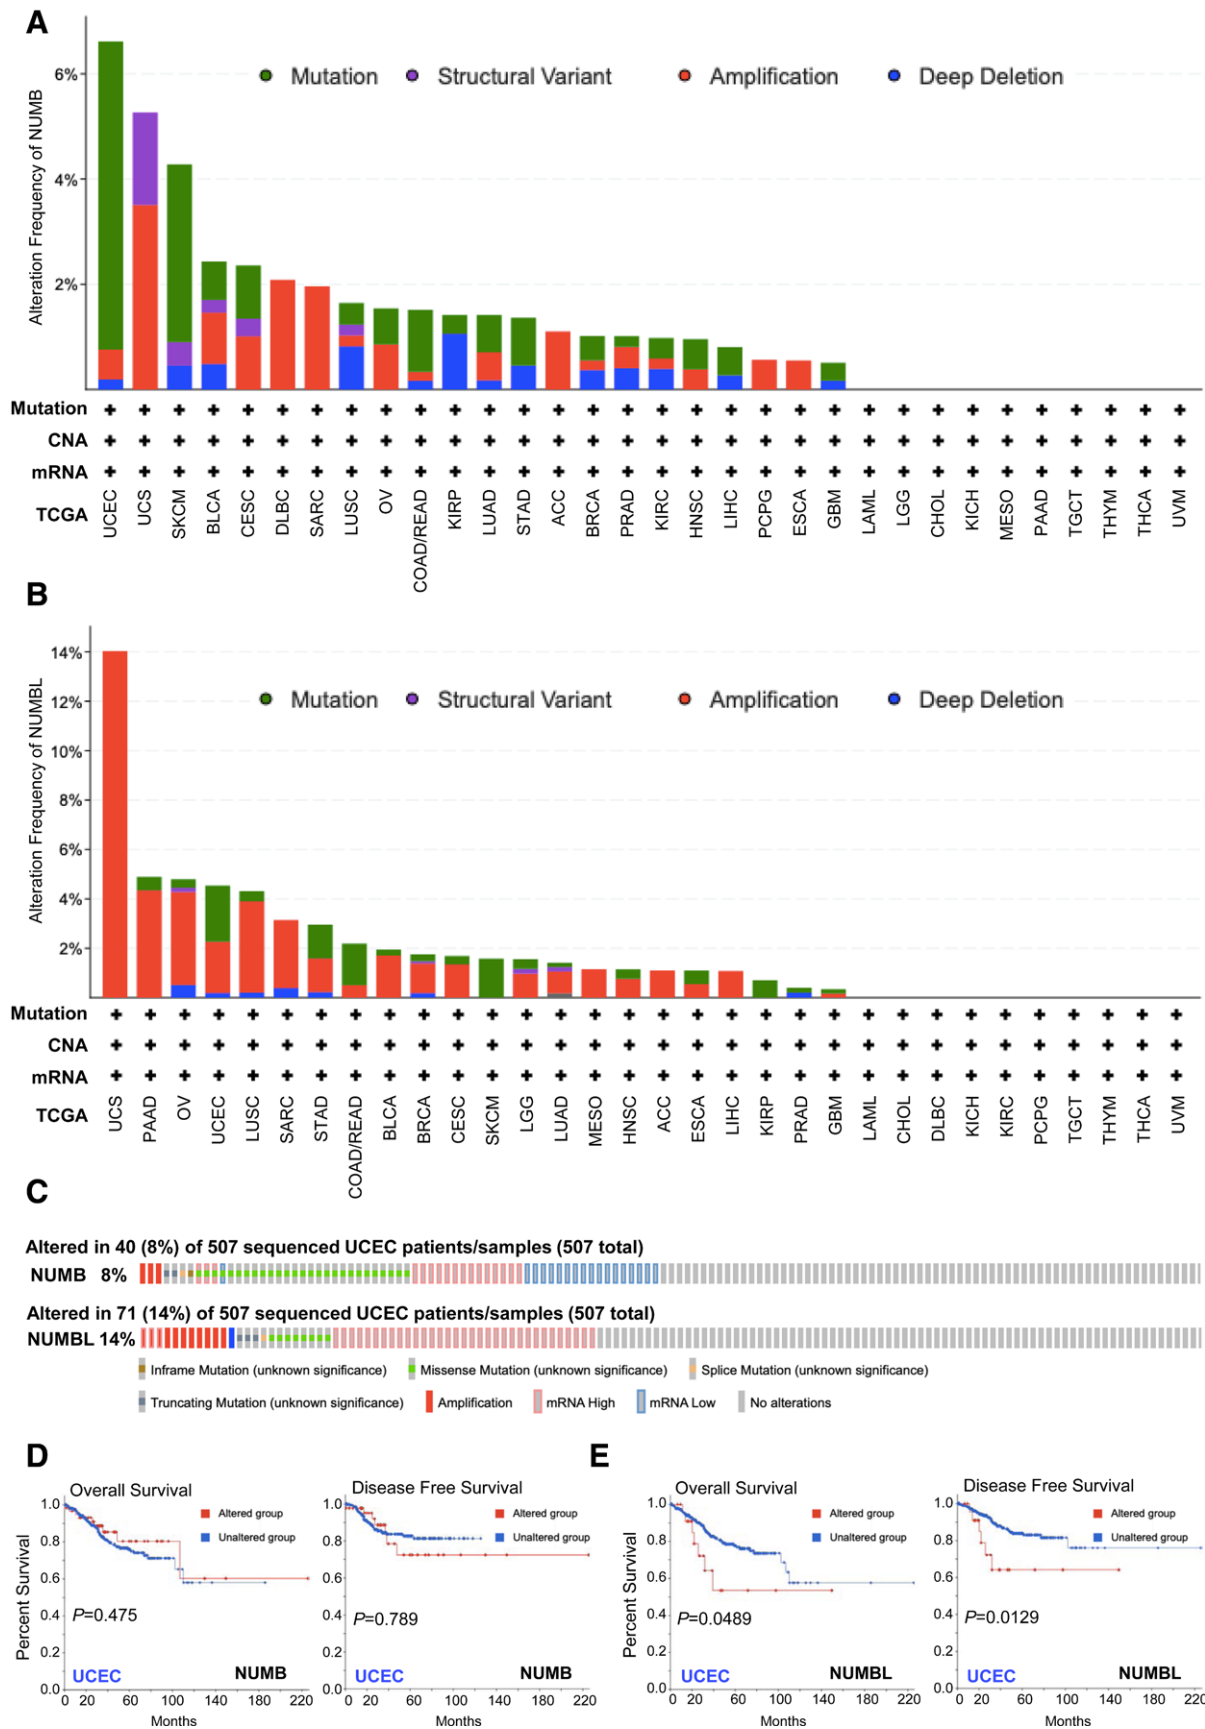 A
Alteration Frequency of NUMB
6%
4%
2%
Mutation Structural Variant Amplification Deep Deletion
Mutation + + + + + + + + + + + + + + + + + + + + + + + + + + + + + + + +
CNA + + + + + + + + + + + + + + + + + + + + + + + + + + + + + + + +
mRNA + + + + + + + + + + + + + + + + + + + + + + + + + + + + + + + +
TCGA UCEC UCS SKCM BLCA CESC DLBC SARC LUSC OV COAD/READ KIRP LUAD STAD ACC BRCA PRAD KIRC HNSC LIHC PCPG ESCA GBM LAML LGG CHOL KICH MESO PAAD TGCT THYM THCA UVM
B
Alteration Frequency of NUMBL
14%
12%
10%
8%
6%
4%
2%
Mutation Structural Variant Amplification Deep Deletion
Mutation + + + + + + + + + + + + + + + + + + + + + + + + + + + + + + + +
CNA + + + + + + + + + + + + + + + + + + + + + + + + + + + + + + + +
mRNA + + + + + + + + + + + + + + + + + + + + + + + + + + + + + + + +
TCGA UCS PAAD OV UCEC LUSC SARC STAD COAD/READ BLCA BRCA CESC SKCM LGG LUAD MESO HNSC ACC ESCA LIHC KIRP PRAD GBM LAML CHOL DLBC KICH KIRC PCPG TGCT THYM THCA UVM
C
Altered in 40 (8%) of 507 sequenced UCEC patients/samples (507 total)
NUMB 8%
Altered in 71 (14%) of 507 sequenced UCEC patients/samples (507 total)
NUMBL 14%
Inframe Mutation (unknown significance) Missense Mutation (unknown significance) Splice Mutation (unknown significance)
Truncating Mutation (unknown significance) Amplification mRNA High mRNA Low No alterations
D
Overall Survival
Percent Survival
1.0
0.8
0.6
0.4
0.2
0.0
Altered group
Unaltered group
P=0.475
UCEC NUMB
0 20 60 100 140 180 220
Months
Disease Free Survival
1.0
0.8
0.6
0.4
0.2
0.0
Altered group
Unaltered group
P=0.789
UCEC NUMB
0 20 60 100 140 180 220
Months
E
Overall Survival
Percent Survival
1.0
0.8
0.6
0.4
0.2
0.0
Altered group
Unaltered group
P=0.0489
UCEC NUMBL
0 20 60 100 140 180 220
Months
Disease Free Survival
1.0
0.8
0.6
0.4
0.2
0.0
Altered group
Unaltered group
P=0.0129
UCEC NUMBL
0 20 60 100 140 180 220
Months